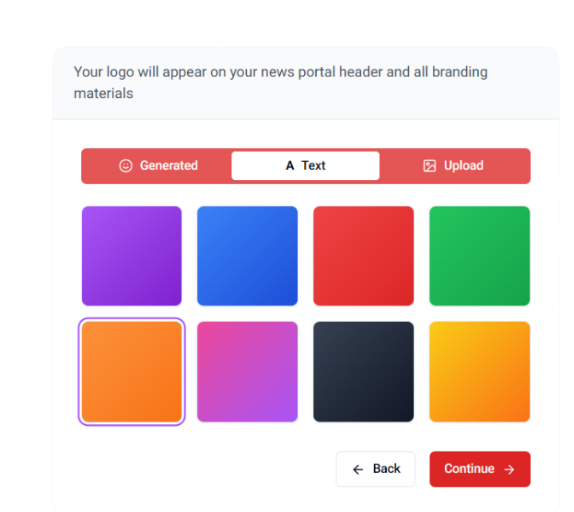 Your logo will appear on your news portal header and all branding
materials
Generated
A Text
Upload
Back
Continue